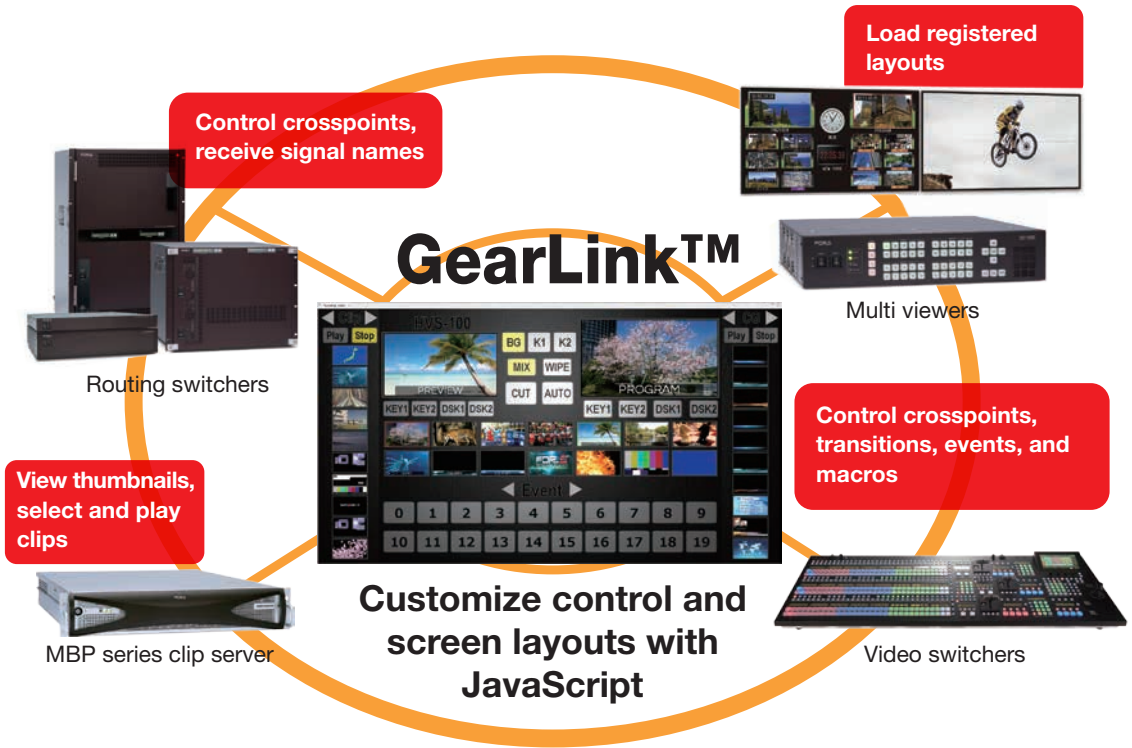 Load registered
layouts
Control crosspoints,
receive signal names
GearLink™
Multi viewers
Routing switchers
HVS-100
Play Stop
BG K1 K2
MIX WIPE
CUT AUTO
PREVIEW
PROGRAM
Play Stop
KEY1 KEY2 DSK1 DSK2
KEY1 KEY2 DSK1 DSK2
Event
0 1 2 3 4 5 6 7 8 9
10 11 12 13 14 15 16 17 18 19
Control crosspoints,
transitions, events, and
macros
View thumbnails,
select and play
clips
MBP series clip server
Customize control and
screen layouts with
JavaScript
Video switchers